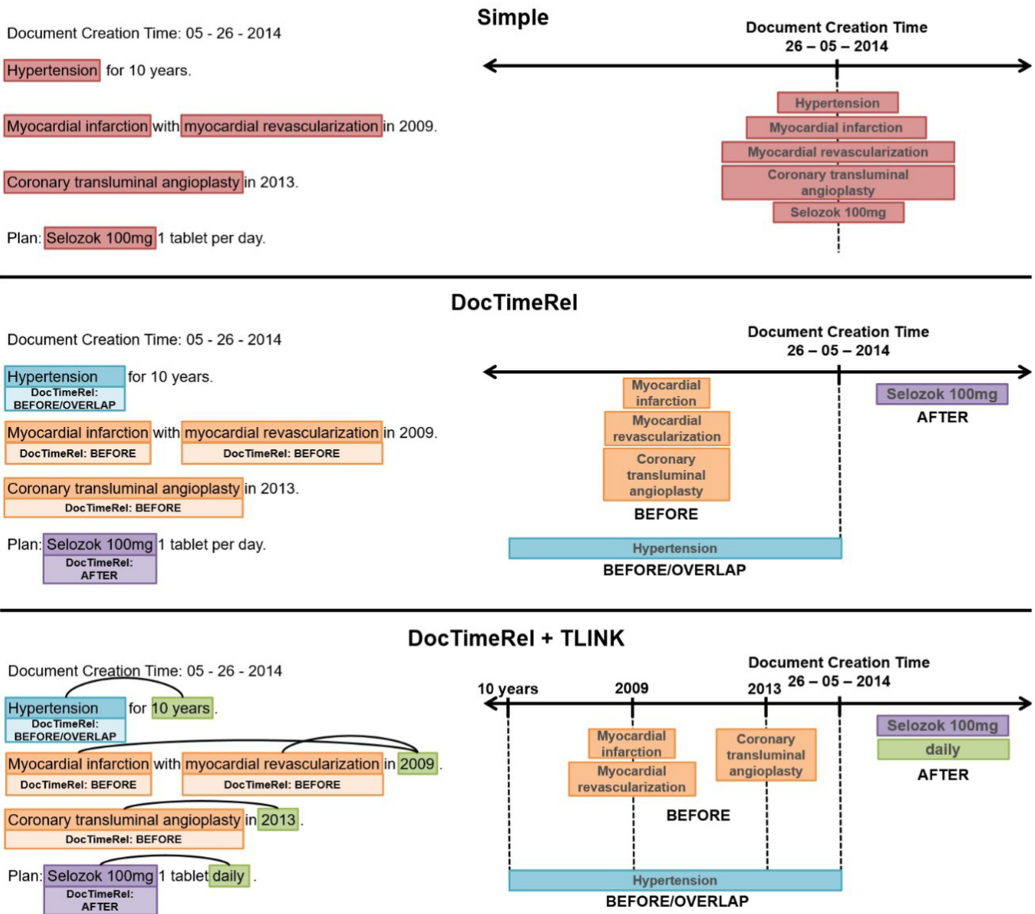 Simple
Document Creation Time: 05 - 26 - 2014
Hypertension for 10 years.
Myocardial infarction with myocardial revascularization in 2009.
Coronary transluminal angioplasty in 2013.
Plan: Selozok 100mg 1 tablet per day.
Document Creation Time
26 – 05 – 2014
Hypertension
Myocardial infarction
Myocardial revascularization
Coronary transluminal
angioplasty
Selozok 100mg
DocTimeRel
Document Creation Time: 05 - 26 - 2014
Hypertension for 10 years.
DocTimeRel:
BEFORE/OVERLAP
Myocardial infarction with myocardial revascularization in 2009.
DocTimeRel: BEFORE DocTimeRel: BEFORE
Coronary transluminal angioplasty in 2013.
DocTimeRel: BEFORE
Plan: Selozok 100mg 1 tablet per day.
DocTimeRel:
AFTER
Document Creation Time
26 – 05 – 2014
Myocardial
infarction
Myocardial
revascularization
Coronary
transluminal
angioplasty
BEFORE
Selozok 100mg
AFTER
Hypertension
BEFORE/OVERLAP
DocTimeRel + TLINK
Document Creation Time: 05 - 26 - 2014
Hypertension for 10 years .
DocTimeRel:
BEFORE/OVERLAP
Myocardial infarction with myocardial revascularization in 2009 .
DocTimeRel: BEFORE DocTimeRel: BEFORE
Coronary transluminal angioplasty in 2013 .
DocTimeRel: BEFORE
Plan: Selozok 100mg 1 tablet daily .
DocTimeRel:
AFTER
Document Creation Time
26 – 05 – 2014
10 years 2009 2013
Myocardial
infarction
Myocardial
revascularization
Coronary
transluminal
angioplasty
BEFORE
Selozok 100mg
daily
AFTER
Hypertension
BEFORE/OVERLAP